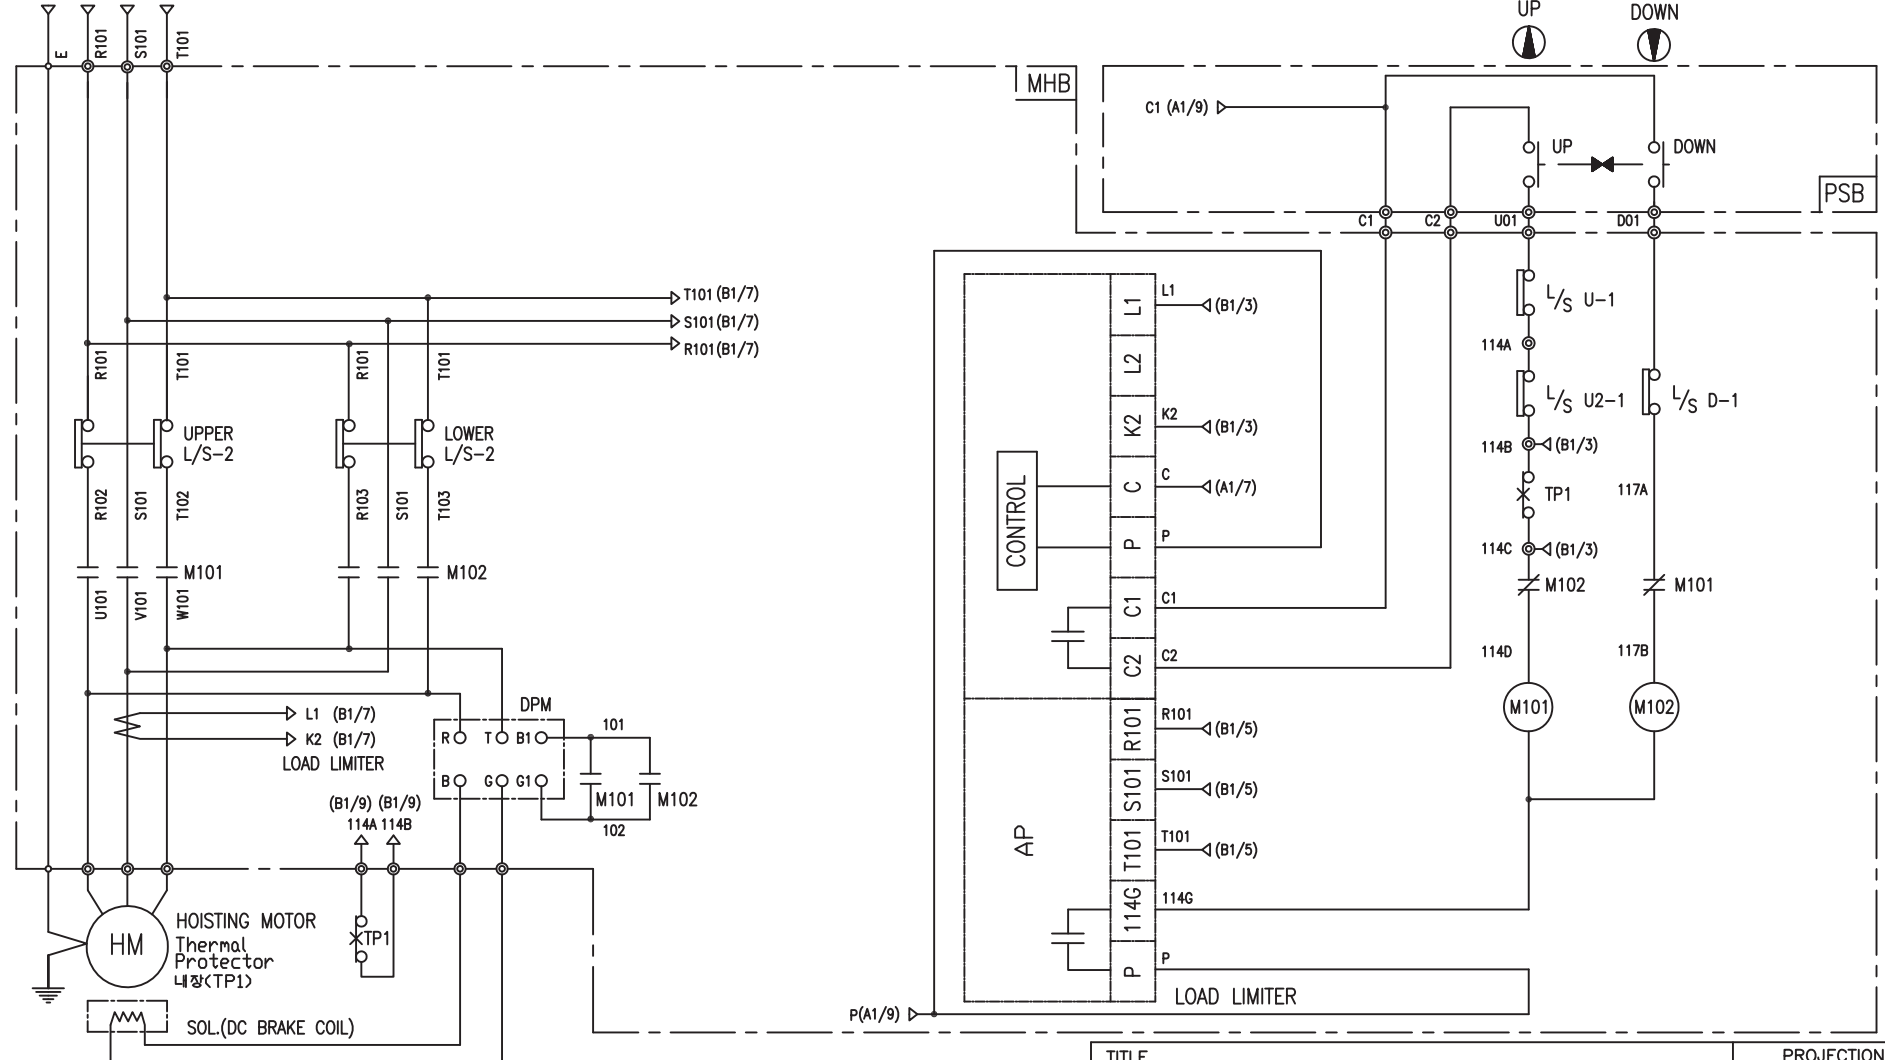 UP
DOWN
E
R101
S101
T101
MHB
C1 (A1/9)
UP
DOWN
PSB
C1
C2
U01
D01
T101 (B1/7)
S101 (B1/7)
R101 (B1/7)
R101
T101
R101
T101
UPPER
L/S-2
LOWER
L/S-2
R102
S101
T102
R103
S101
T103
M101
M102
U101
V101
W101
L1 (B1/7)
K2 (B1/7)
LOAD LIMITER
DPM
R
T
B1
B
G
G1
101
M101
M102
102
(B1/9) (B1/9)
114A 114B
TP1
HM
HOISTING MOTOR
Thermal
Protector
내장(TP1)
SOL.(DC BRAKE COIL)
CONTROL
AP
L1
L1
(B1/3)
L2
K2
K2
(B1/3)
C
C
(A1/7)
P
P
C1
C1
C2
C2
R101
R101
(B1/5)
S101
S101
(B1/5)
T101
T101
(B1/5)
114G
114G
P
P
LOAD LIMITER
P(A1/9)
L/S U-1
114A
L/S U2-1
L/S D-1
114B
(B1/3)
TP1
117A
114C
(B1/3)
M102
M101
114D
117B
M101
M102
TITLE
PROJECTION